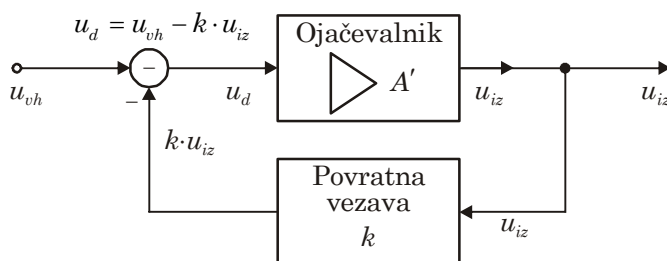 u_d = u_vh − k · u_iz
Ojačevalnik
A′
−
−
u_vh
u_d
u_iz
u_iz
k·u_iz
Povratna
vezava
k
u_iz